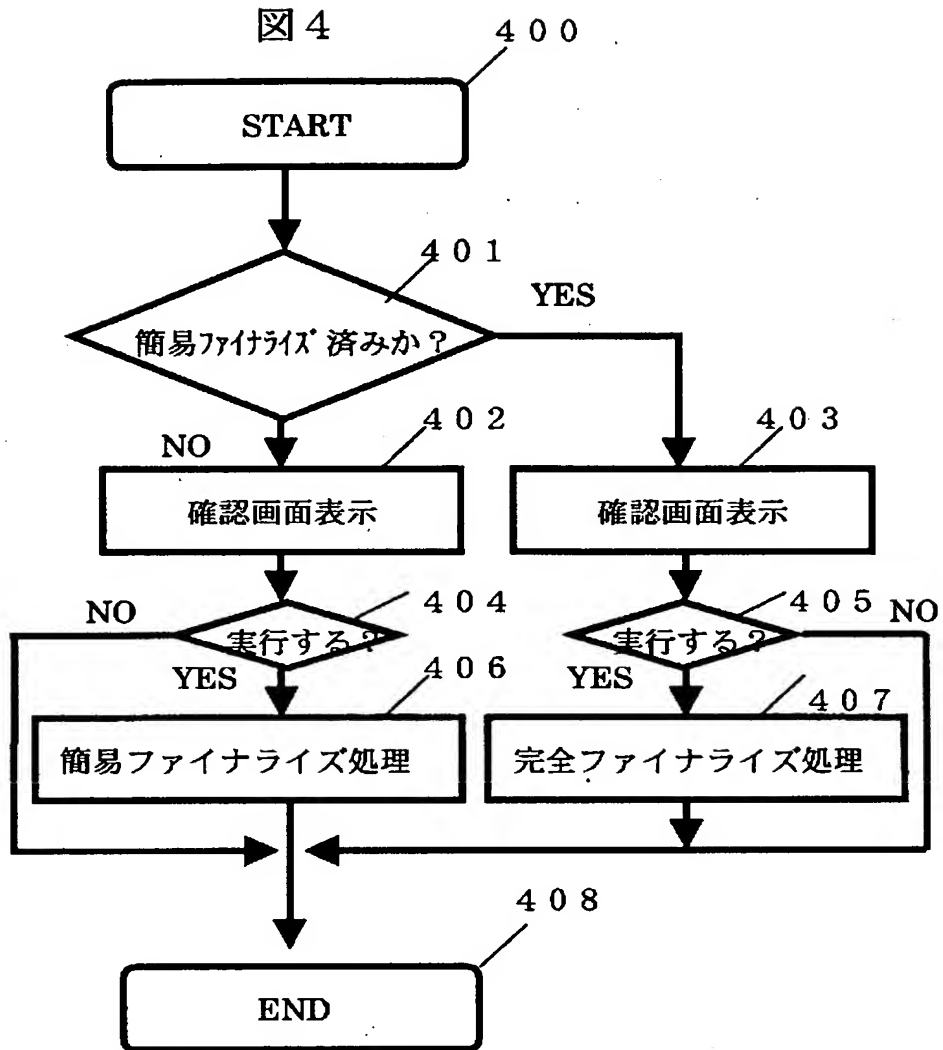 図4
４００
START
４０１
YES
簡易ﾌｧｲﾅﾗｲｽﾞ済みか？
NO
４０２
４０３
確認画面表示
確認画面表示
NO
４０４
４０５
NO
実行する？
実行する？
YES
４０６
YES
４０７
簡易ファイナライズ処理
完全ファイナライズ処理
４０８
END